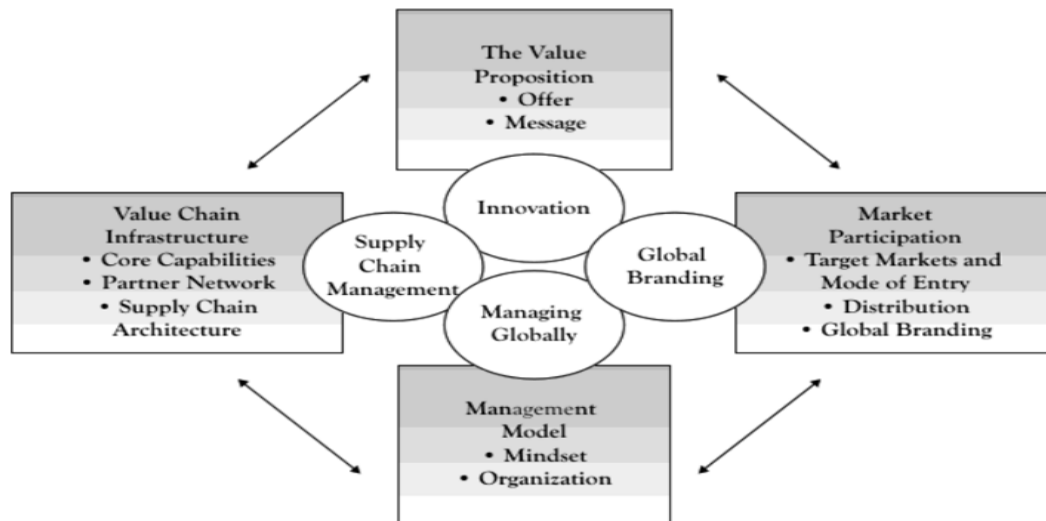 The Value
Proposition
• Offer
• Message
Innovation
Value Chain
Infrastructure
• Core Capabilities
• Partner Network
• Supply Chain
Architecture
Supply
Chain
Management
Global
Branding
Market
Participation
• Target Markets and
Mode of Entry
• Distribution
• Global Branding
Managing
Globally
Management
Model
• Mindset
• Organization